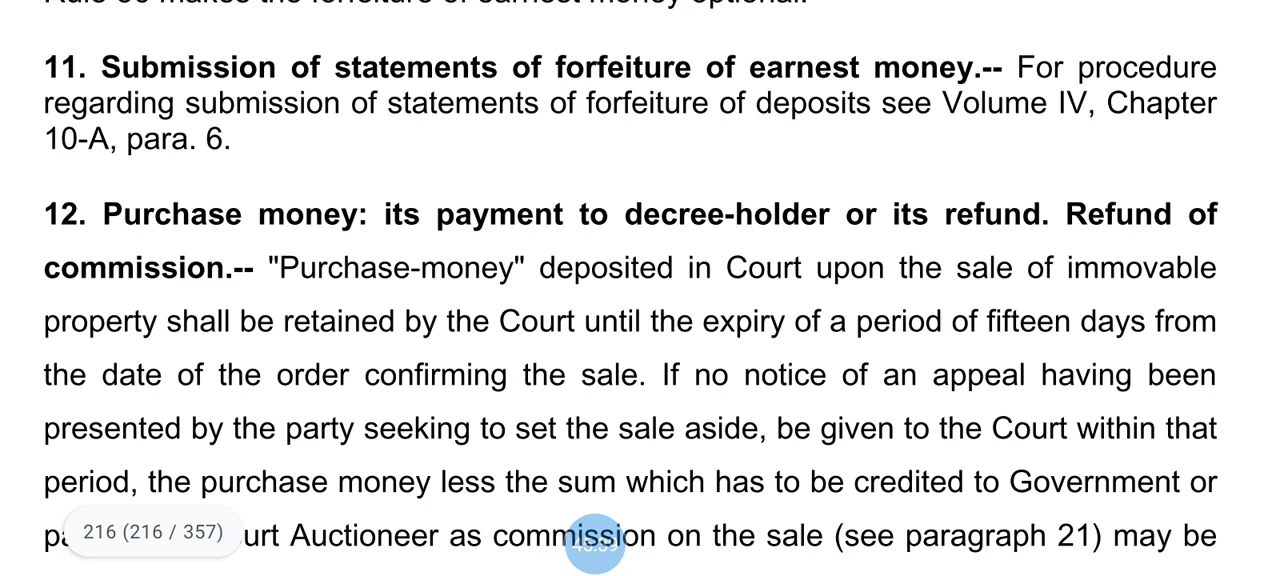 11. Submission of statements of forfeiture of earnest money.-- For procedure
regarding submission of statements of forfeiture of deposits see Volume IV, Chapter
10-A, para. 6.
12. Purchase money: its payment to decree-holder or its refund. Refund of
commission.-- "Purchase-money" deposited in Court upon the sale of immovable
property shall be retained by the Court until the expiry of a period of fifteen days from
the date of the order confirming the sale. If no notice of an appeal having been
presented by the party seeking to set the sale aside, be given to the Court within that
period, the purchase money less the sum which has to be credited to Government or
216 (216 / 357) Auctioneer as commission on the sale (see paragraph 21) may be